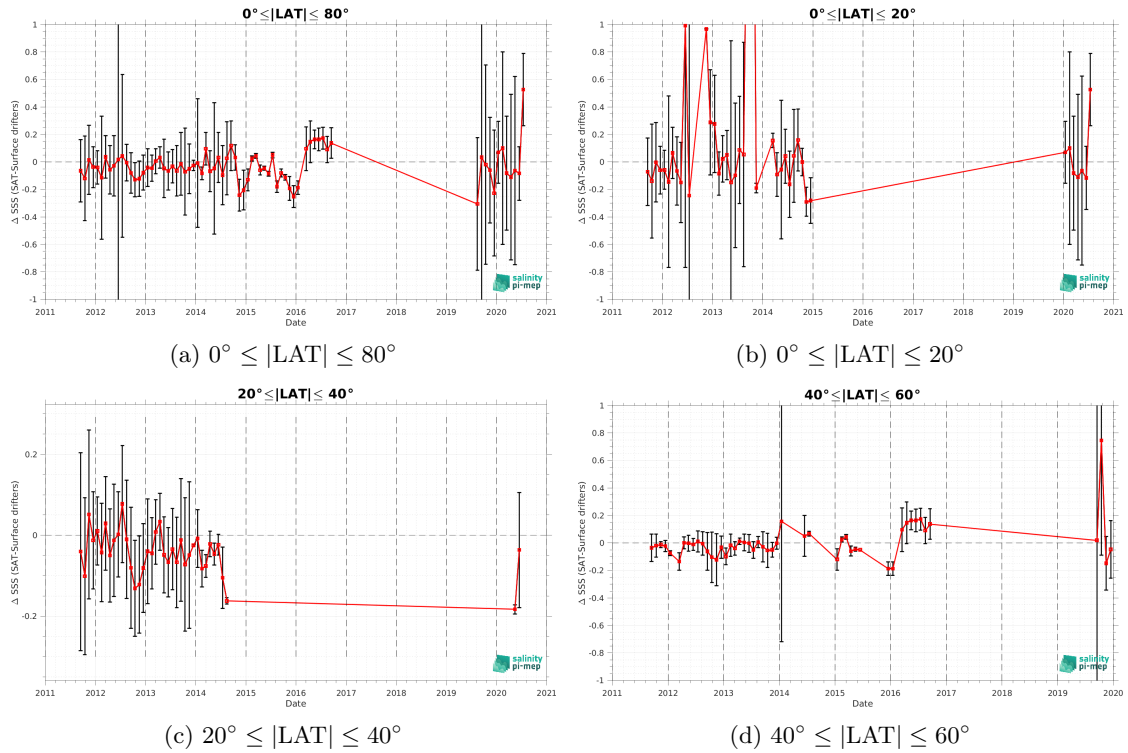 0°≤|LAT|≤ 80°
Δ SSS (SAT-Surface drifters)
1
0.8
0.6
0.4
0.2
0
-0.2
-0.4
-0.6
-0.8
-1
2011 2012 2013 2014 2015 2016 2017 2018 2019 2020 2021
Date
salinity
pi-mep
(a) 0° ≤ |LAT| ≤ 80°
0°≤|LAT|≤ 20°
Δ SSS (SAT-Surface drifters)
1
0.8
0.6
0.4
0.2
0
-0.2
-0.4
-0.6
-0.8
-1
2011 2012 2013 2014 2015 2016 2017 2018 2019 2020 2021
Date
salinity
pi-mep
(b) 0° ≤ |LAT| ≤ 20°
20°≤|LAT|≤ 40°
Δ SSS (SAT-Surface drifters)
0.2
0
-0.2
2011 2012 2013 2014 2015 2016 2017 2018 2019 2020 2021
Date
salinity
pi-mep
(c) 20° ≤ |LAT| ≤ 40°
40°≤|LAT|≤ 60°
Δ SSS (SAT-Surface drifters)
1
0.8
0.6
0.4
0.2
0
-0.2
-0.4
-0.6
-0.8
-1
2011 2012 2013 2014 2015 2016 2017 2018 2019 2020
Date
salinity
pi-mep
(d) 40° ≤ |LAT| ≤ 60°